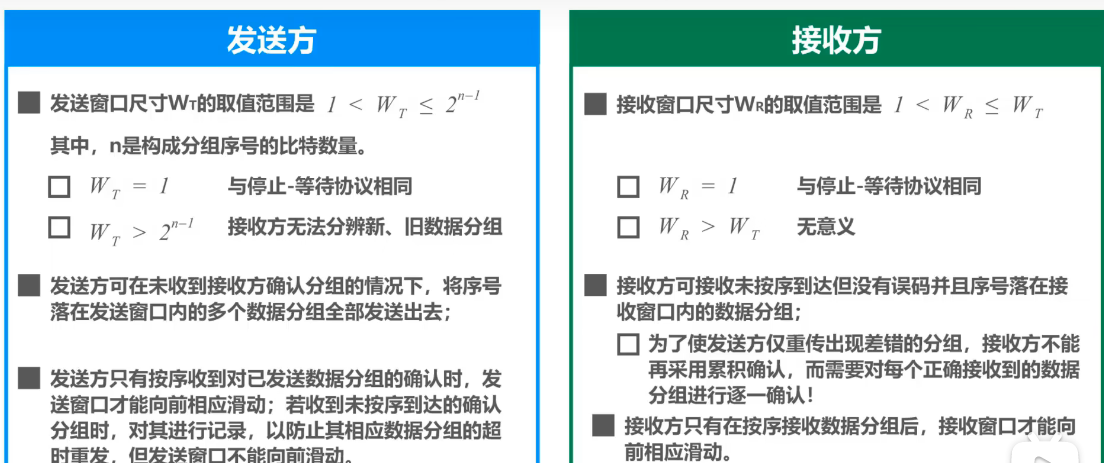 发送方
发送窗口尺寸WT的取值范围是 1 < W_T ≤ 2^{n-1}
其中，n是构成分组序号的比特数量。
W_T = 1 与停止-等待协议相同
W_T > 2^{n-1} 接收方无法分辨新、旧数据分组
发送方可在未收到接收方确认分组的情况下，将序号
落在发送窗口内的多个数据分组全部发送出去；
发送方只有按序收到对已发送数据分组的确认时，发
送窗口才能向前相应滑动；若收到未按序到达的确认
分组时，对其进行记录，以防止其相应数据分组的超
时重发，但发送窗口不能向前滑动。
接收方
接收窗口尺寸WR的取值范围是 1 < W_R ≤ W_T
W_R = 1 与停止-等待协议相同
W_R > W_T 无意义
接收方可接收未按序到达但没有误码并且序号落在接
收窗口内的数据分组；
为了使发送方仅重传出现差错的分组，接收方不能
再采用累积确认，而需要对每个正确接收到的数据
分组进行逐一确认！
接收方只有在按序接收数据分组后，接收窗口才能向
前相应滑动。